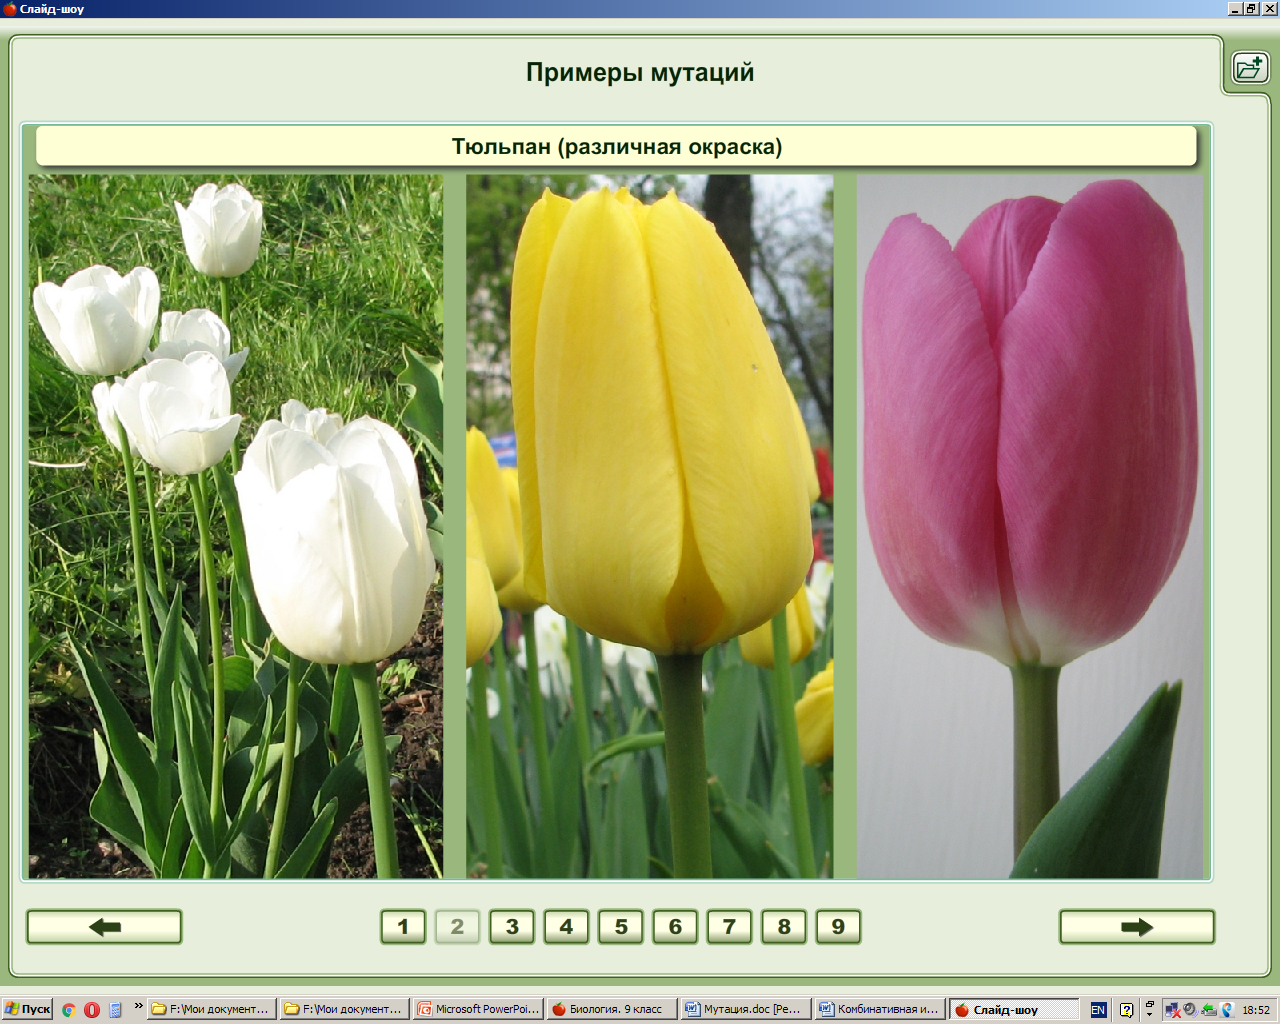 Слайд-шоу
Примеры мутаций
Тюльпан (различная окраска)
1 2 3 4 5 6 7 8 9
Пуск » F:\Мои документ... F:\Мои документ... Microsoft PowerPoi... Биология. 9 класс Мутация.doc [Ре... Комбинативная и... Слайд-шоу EN 18:52